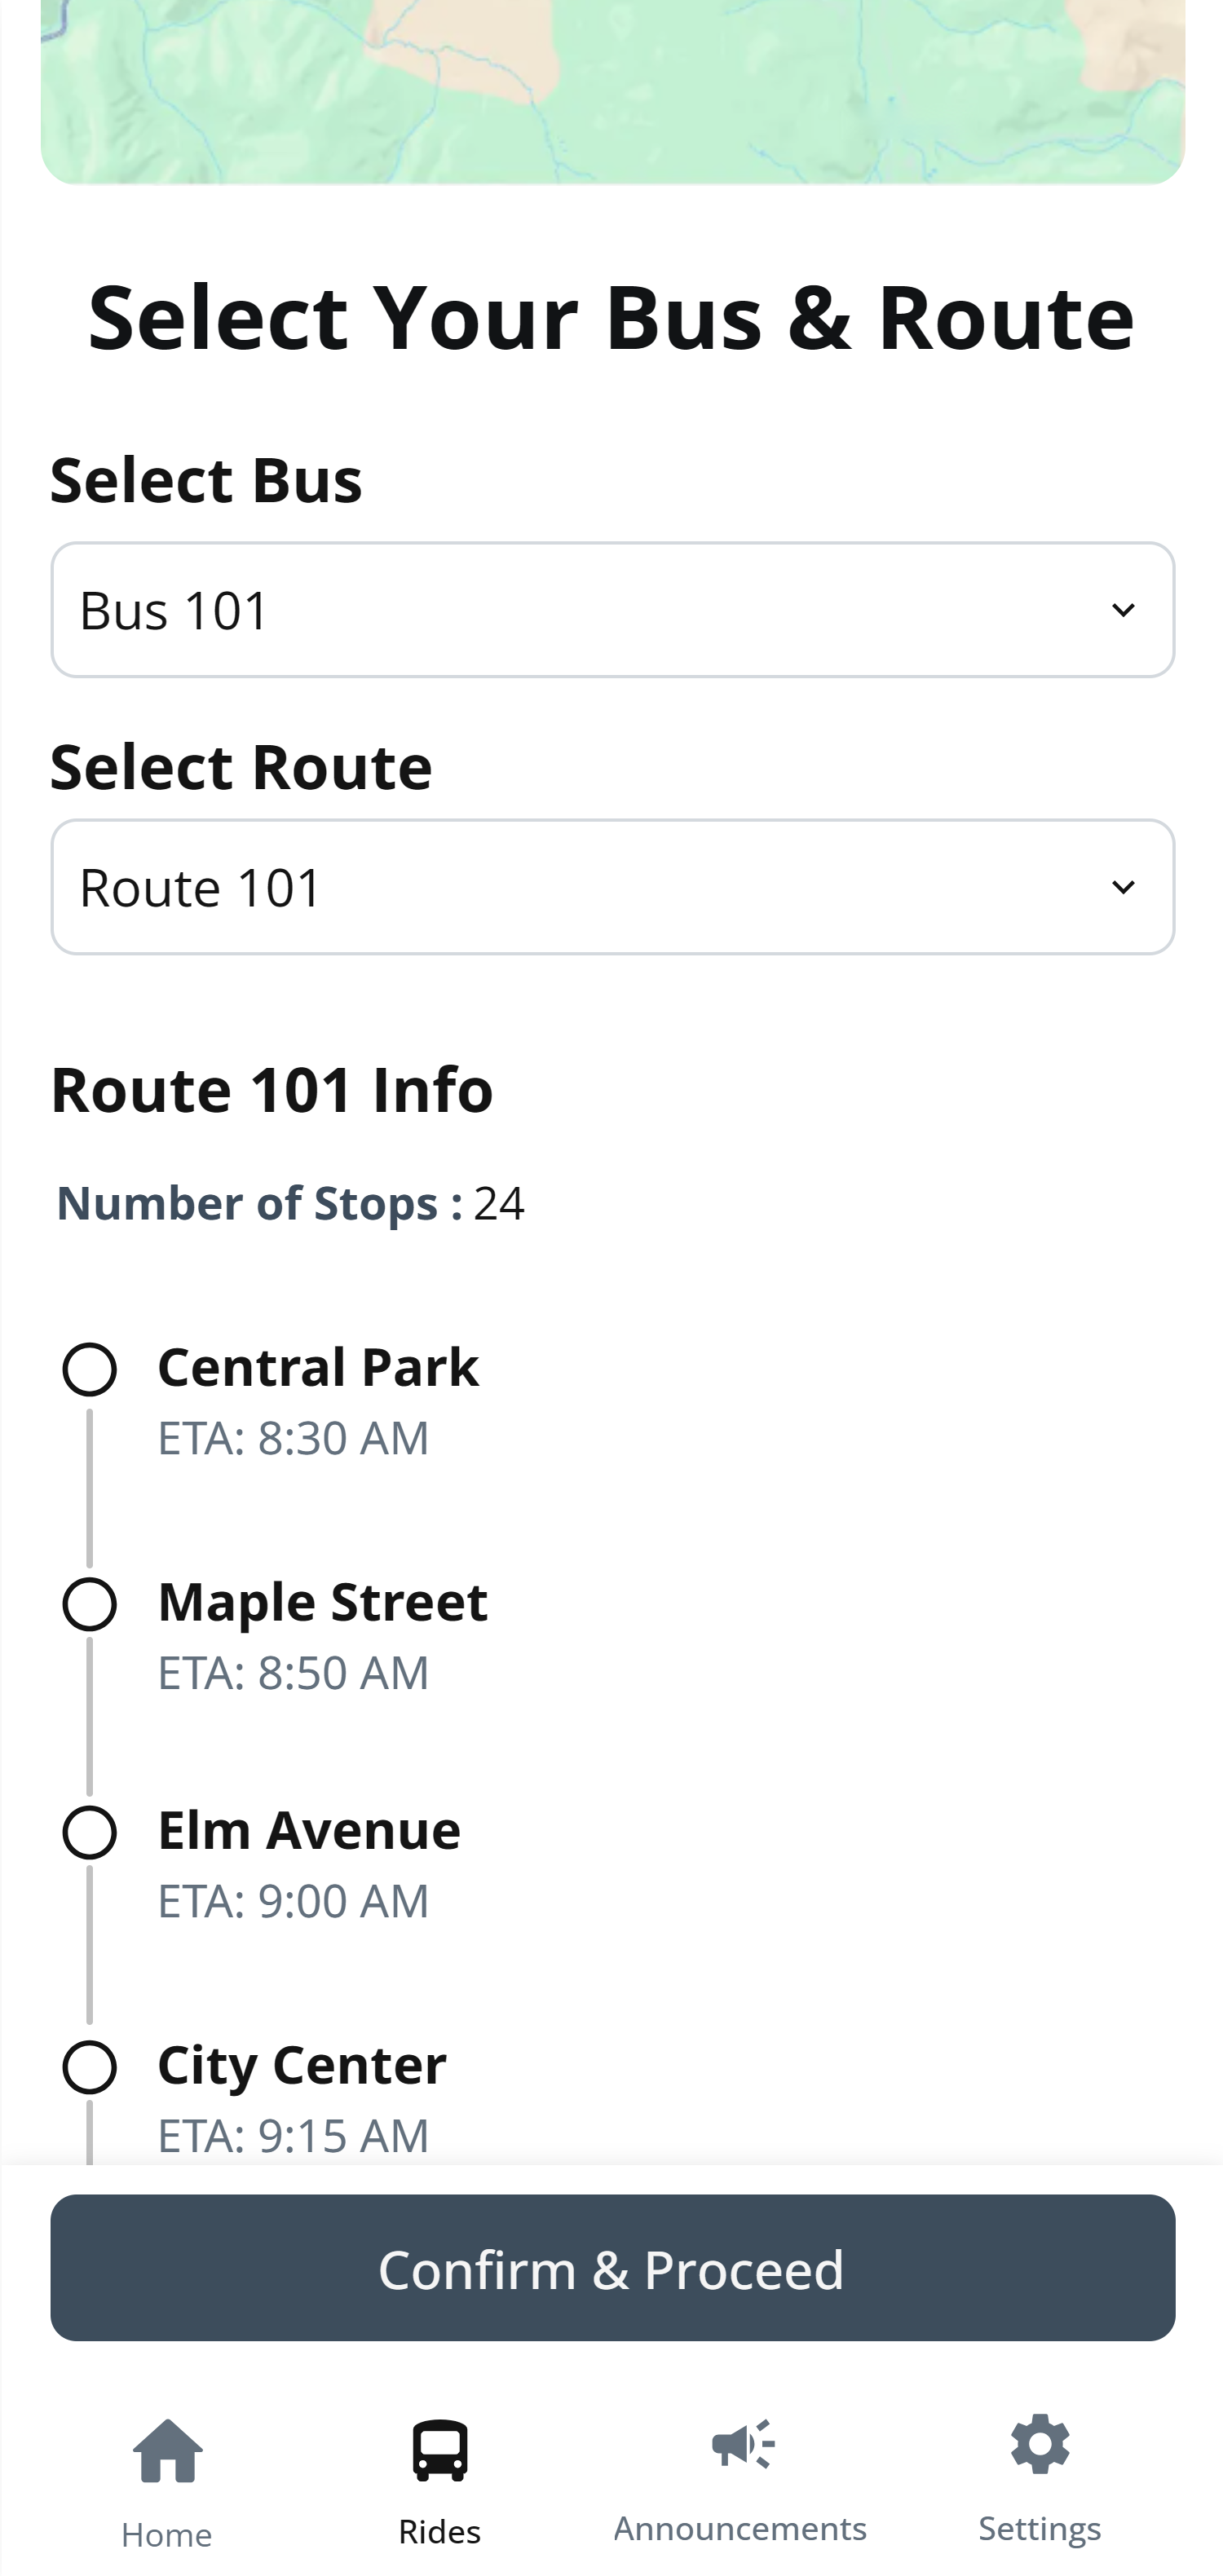 Select Your Bus & Route
Select Bus
Bus 101
Select Route
Route 101
Route 101 Info
Number of Stops : 24
Central Park
ETA: 8:30 AM
Maple Street
ETA: 8:50 AM
Elm Avenue
ETA: 9:00 AM
City Center
ETA: 9:15 AM
Confirm & Proceed
Home
Rides
Announcements
Settings